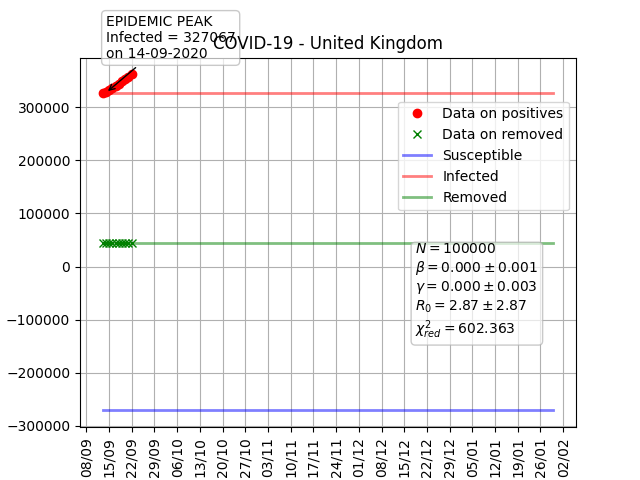 EPIDEMIC PEAK
Infected = 327067
on 14-09-2020
COVID-19 - United Kingdom
300000
200000
100000
0
−100000
−200000
−300000
Data on positives
Data on removed
Susceptible
Infected
Removed
N = 100000
β = 0.000 ± 0.001
γ = 0.000 ± 0.003
R₀ = 2.87 ± 2.87
χ²red = 602.363
08/09
15/09
22/09
29/09
06/10
13/10
20/10
27/10
03/11
10/11
17/11
24/11
01/12
08/12
15/12
22/12
29/12
05/01
12/01
19/01
26/01
02/02